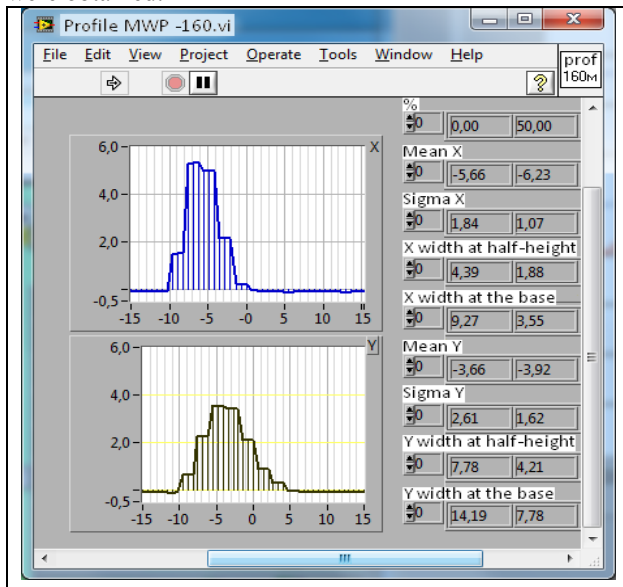 Profile MWP -160.vi
File Edit View Project Operate Tools Window Help
prof
160м
X
6,0
4,0
2,0
-0,5
-15 -10 -5 -0 5 10 15
Y
6,0
4,0
2,0
-0,5
-15 -10 -5 0 5 10 15
%
0 0,00 50,00
Mean X
0 -5,66 -6,23
Sigma X
0 1,84 1,07
X width at half-height
0 4,39 1,88
X width at the base
0 9,27 3,55
Mean Y
0 -3,66 -3,92
Sigma Y
0 2,61 1,62
Y width at half-height
0 7,78 4,21
Y width at the base
0 14,19 7,78